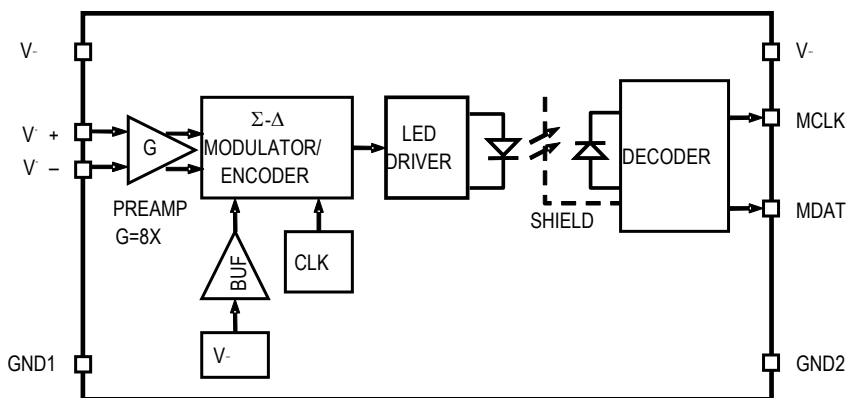 V-
V-
V +
V –
G
Σ-Δ
MODULATOR/
ENCODER
LED
DRIVER
DECODER
MCLK
MDAT
SHIELD
PREAMP
G=8X
BUF
CLK
V-
GND1
GND2